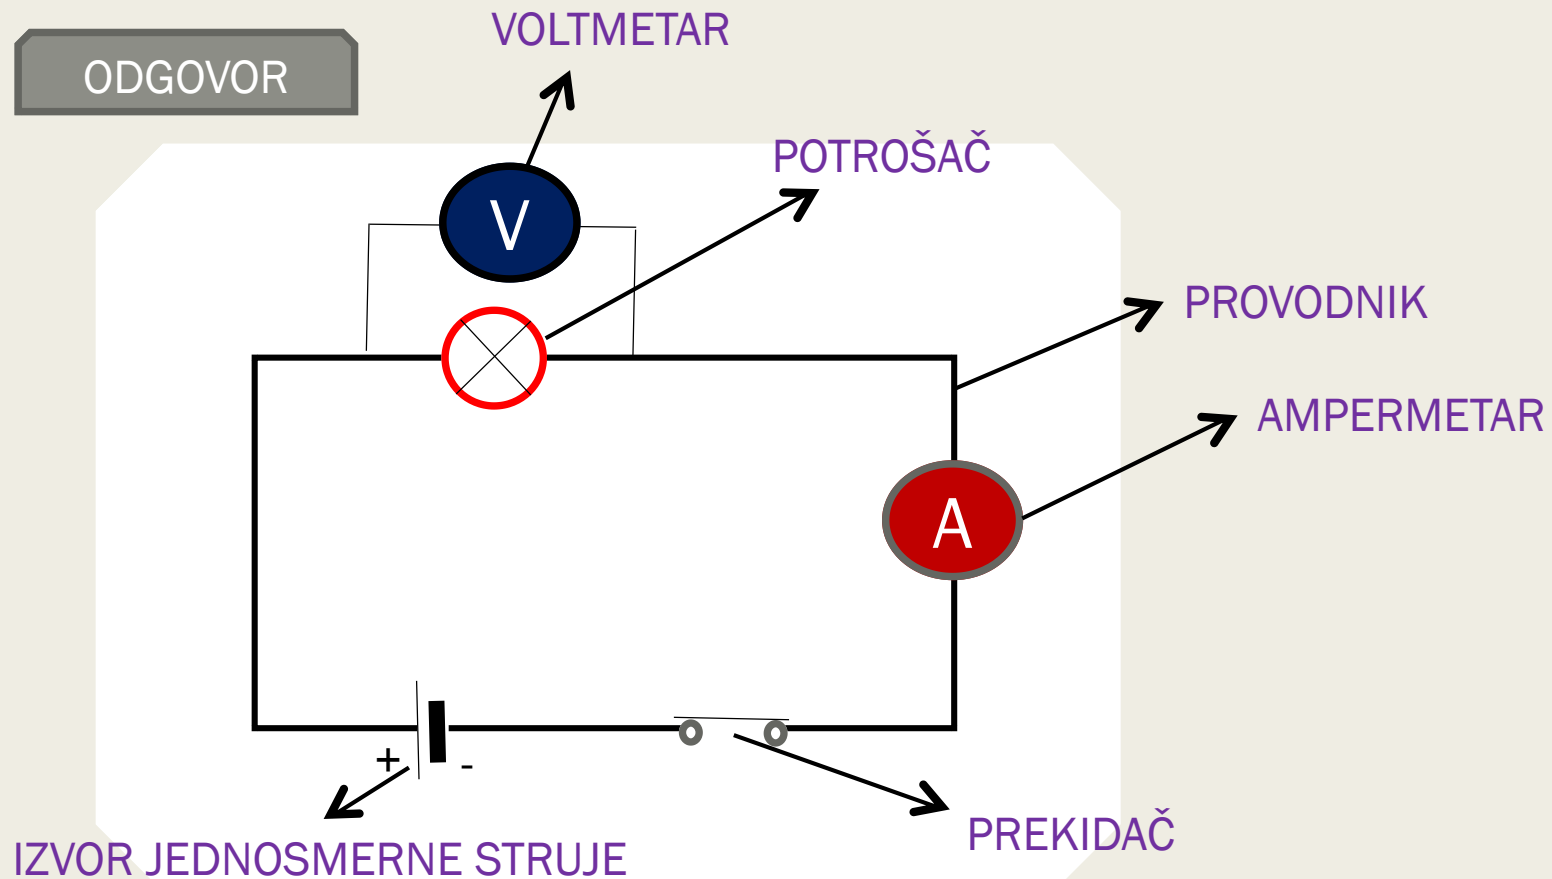 VOLTMETAR
ODGOVOR
POTROŠAČ
V
PROVODNIK
AMPERMETAR
A
+
-
PREKIDAČ
IZVOR JEDNOSMERNE STRUJE